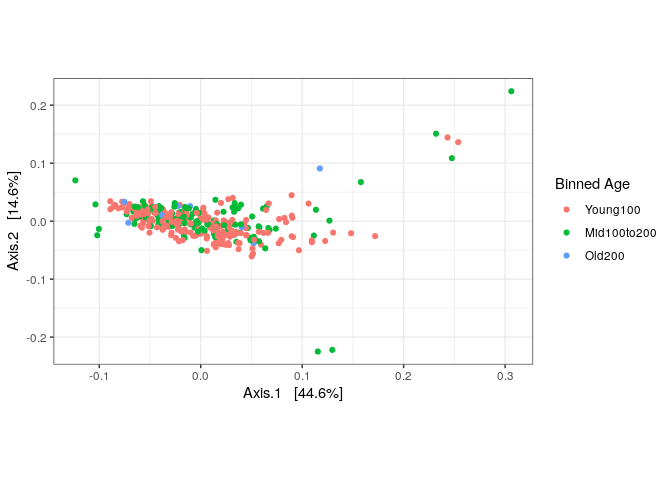 0.2
0.1
0.0
-0.1
-0.2
Axis.2 [14.6%]
-0.1 0.0 0.1 0.2 0.3
Axis.1 [44.6%]
Binned Age
Young100
Mid100to200
Old200